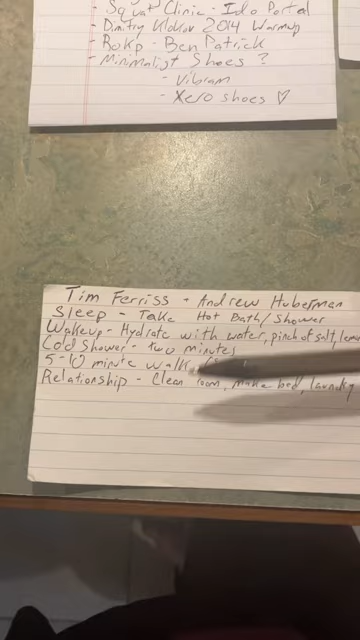 Squat Clinic - Ido Portal
- Dimitry Klokov 2014 Warmup
- Bokp - Ben Patrick
- Minimalist Shoes ?
- Vibram
- Xero shoes ♡
Tim Ferriss + Andrew Huberman
Sleep - Take Hot Bath/Shower
Wakeup - Hydrate with water, pinch of salt,
Cold Shower - two minutes
5-10 minute walk
Relationship - Clean room, make bed, laundry